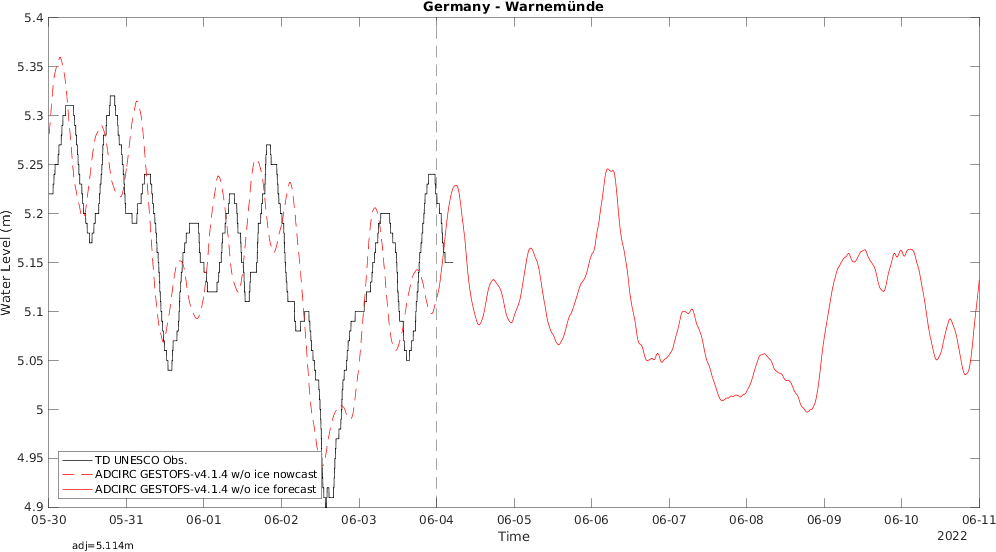 Germany - Warnemünde
5.4
5.35
5.3
5.25
5.2
5.15
5.1
5.05
5
4.95
4.9
Water Level (m)
TD UNESCO Obs.
ADCIRC GESTOFS-v4.1.4 w/o ice nowcast
ADCIRC GESTOFS-v4.1.4 w/o ice forecast
05-30 05-31 06-01 06-02 06-03 06-04 06-05 06-06 06-07 06-08 06-09 06-10 06-11
Time
2022
adj=5.114m